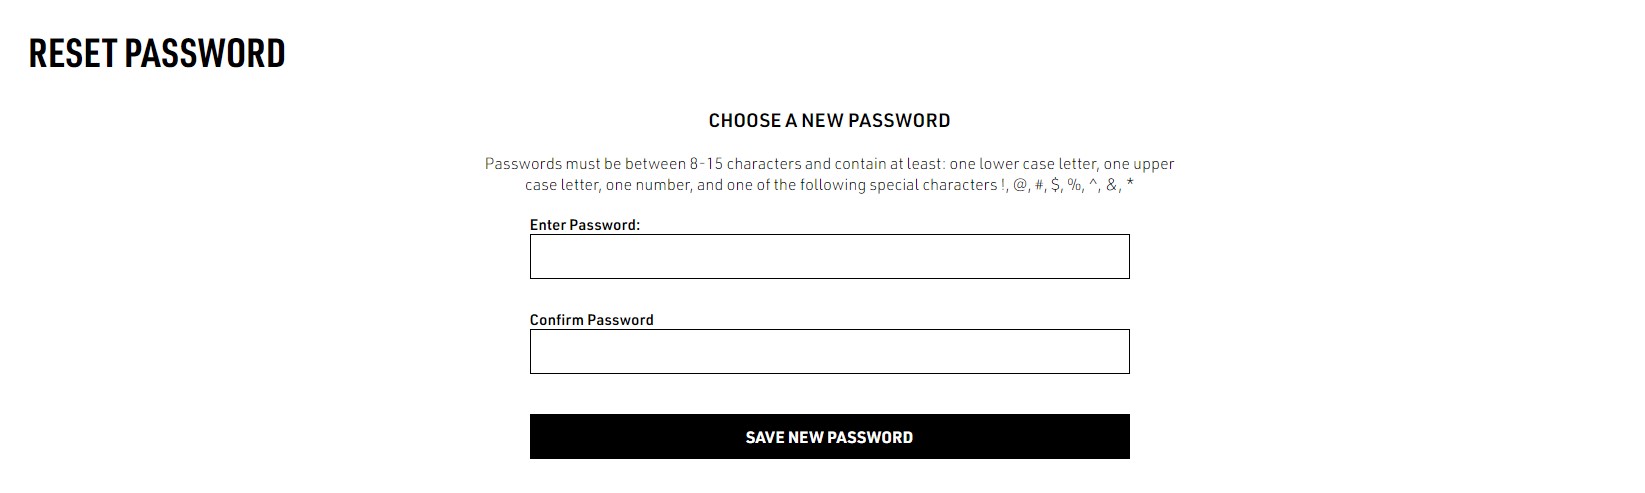 RESET PASSWORD
CHOOSE A NEW PASSWORD
Passwords must be between 8-15 characters and contain at least: one lower case letter, one upper
case letter, one number, and one of the following special characters !, @, #, $, %, ^, &, *
Enter Password:
Confirm Password
SAVE NEW PASSWORD